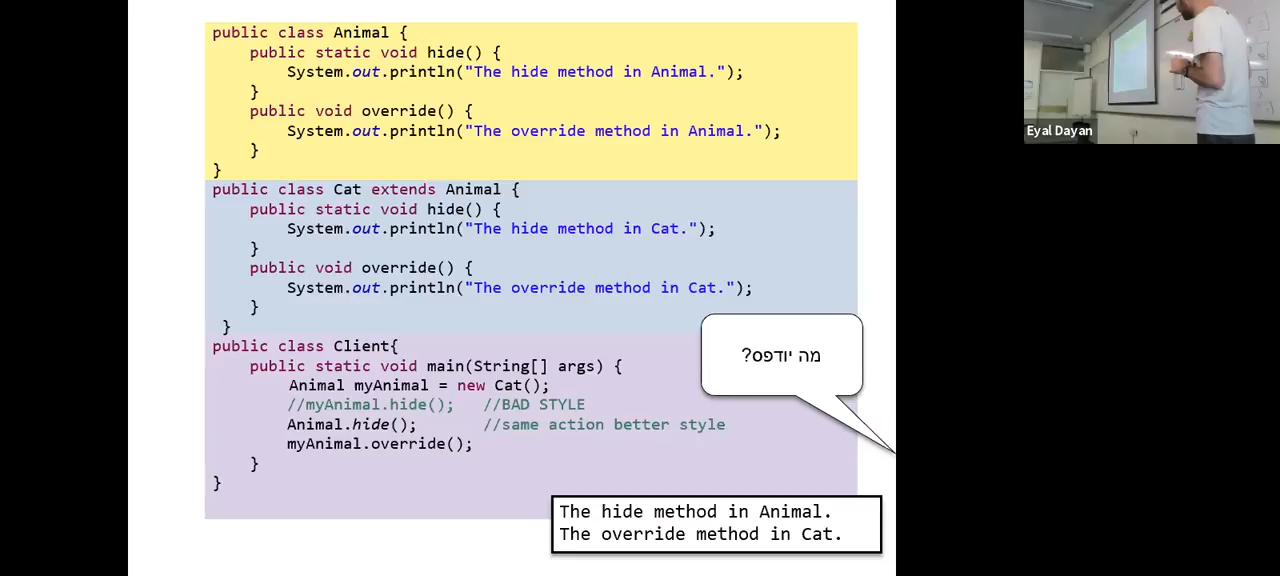 public class Animal {
public static void hide() {
System.out.println("The hide method in Animal.");
}
public void override() {
System.out.println("The override method in Animal.");
}
}
public class Cat extends Animal {
public static void hide() {
System.out.println("The hide method in Cat.");
}
public void override() {
System.out.println("The override method in Cat.");
}
}
public class Client{
public static void main(String[] args) {
Animal myAnimal = new Cat();
//myAnimal.hide(); //BAD STYLE
Animal.hide(); //same action better style
myAnimal.override();
}
}
מה יודפס?
The hide method in Animal.
The override method in Cat.
Eyal Dayan